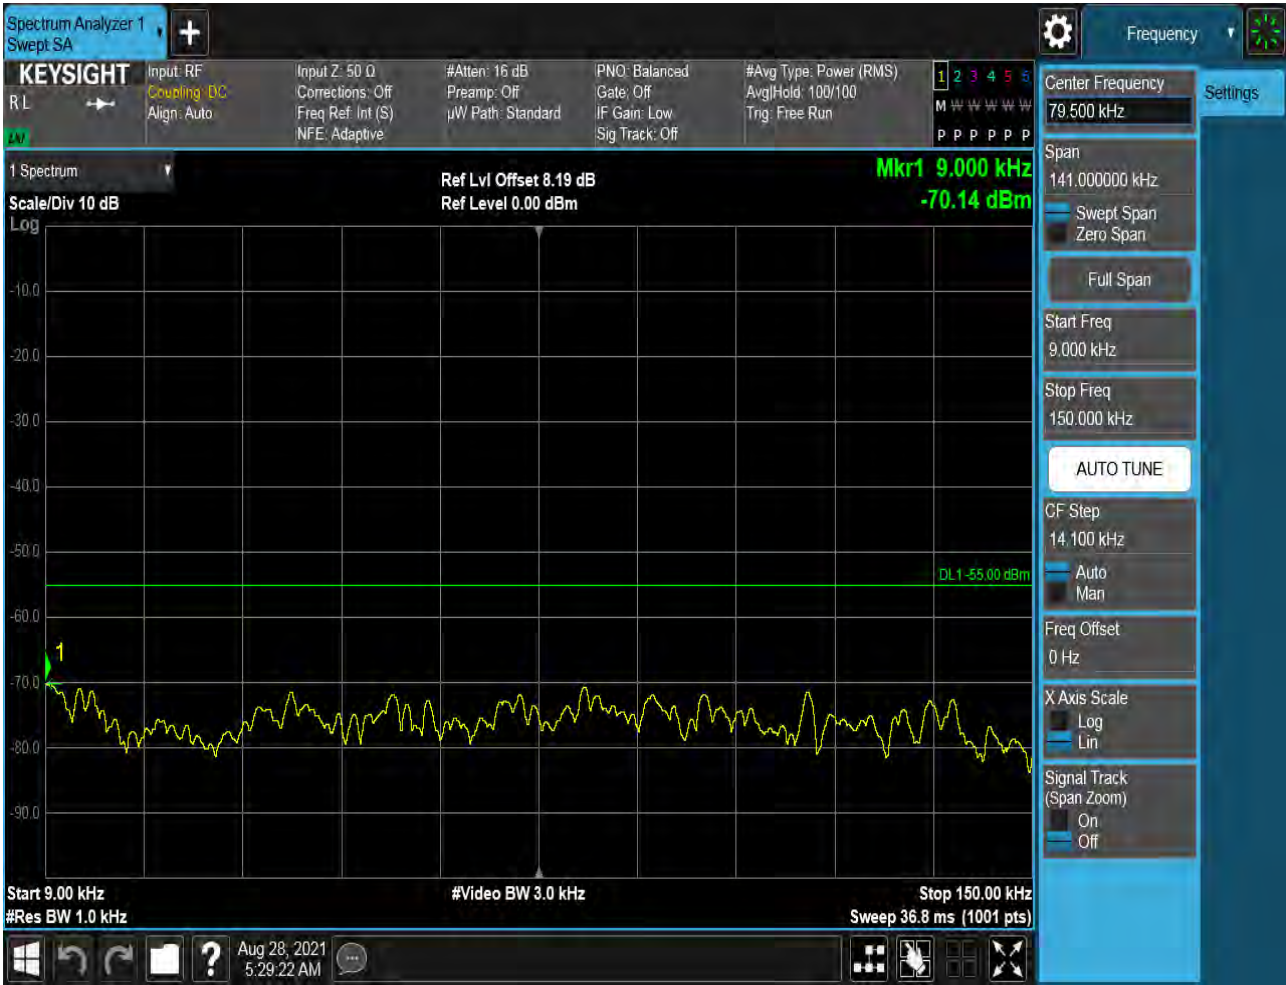 Spectrum Analyzer 1
Swept SA
Frequency
KEYSIGHT
R L
LXI
Input: RF
Coupling: DC
Align: Auto
Input Z: 50 Ω
Corrections: Off
Freq Ref: Int (S)
NFE: Adaptive
#Atten: 16 dB
Preamp: Off
µW Path: Standard
PNO: Balanced
Gate: Off
IF Gain: Low
Sig Track: Off
#Avg Type: Power (RMS)
Avg|Hold: 100/100
Trig: Free Run
1 2 3 4 5 6
M W W W W W
P P P P P P
1 Spectrum
Scale/Div 10 dB
Log
Ref Lvl Offset 8.19 dB
Ref Level 0.00 dBm
Mkr1 9.000 kHz
-70.14 dBm
-10.0
-20.0
-30.0
-40.0
-50.0
DL1 -55.00 dBm
-60.0
1
-70.0
-80.0
-90.0
Start 9.00 kHz
#Res BW 1.0 kHz
#Video BW 3.0 kHz
Stop 150.00 kHz
Sweep 36.8 ms (1001 pts)
Center Frequency
79.500 kHz
Settings
Span
141.000000 kHz
Swept Span
Zero Span
Full Span
Start Freq
9.000 kHz
Stop Freq
150.000 kHz
AUTO TUNE
CF Step
14.100 kHz
Auto
Man
Freq Offset
0 Hz
X Axis Scale
Log
Lin
Signal Track
(Span Zoom)
On
Off
?
Aug 28, 2021
5:29:22 AM